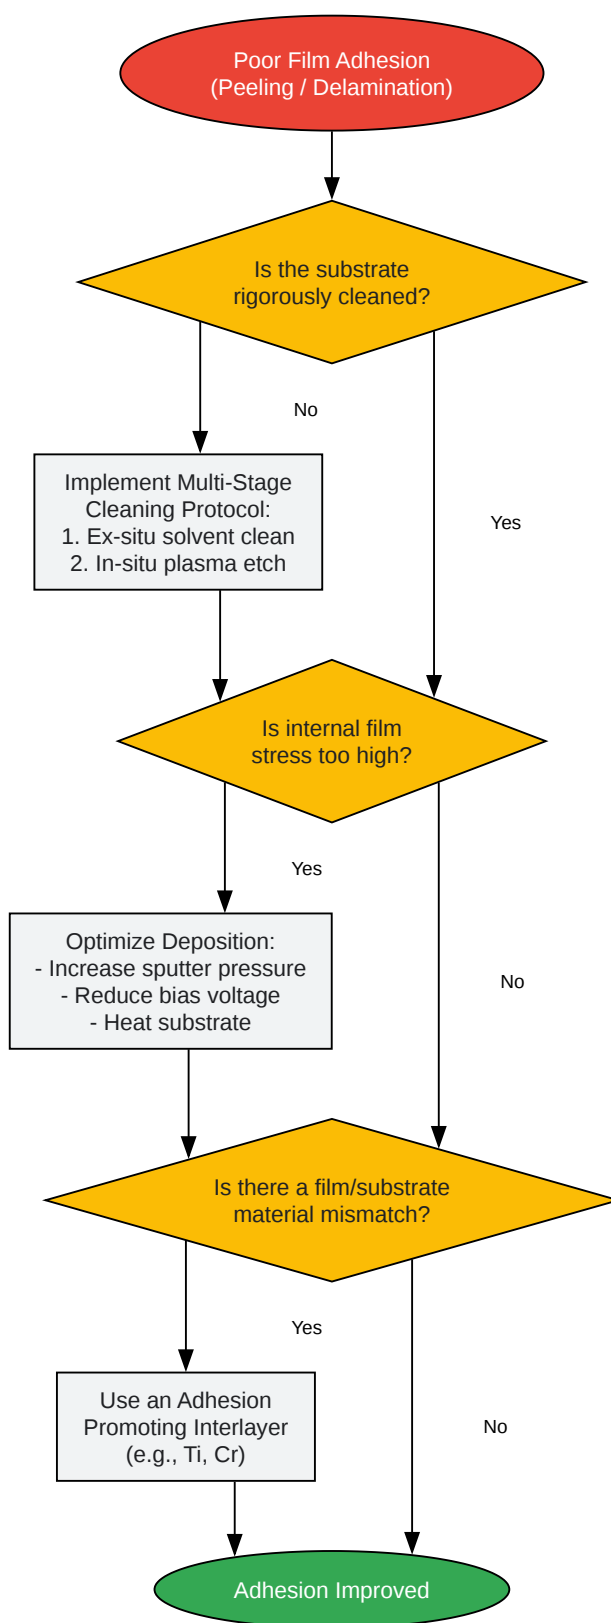 Poor Film Adhesion
(Peeling / Delamination)
Is the substrate
rigorously cleaned?
No
Implement Multi-Stage
Cleaning Protocol:
1. Ex-situ solvent clean
2. In-situ plasma etch
Yes
Is internal film
stress too high?
Yes
Optimize Deposition:
- Increase sputter pressure
- Reduce bias voltage
- Heat substrate
No
Is there a film/substrate
material mismatch?
Yes
Use an Adhesion
Promoting Interlayer
(e.g., Ti, Cr)
No
Adhesion Improved